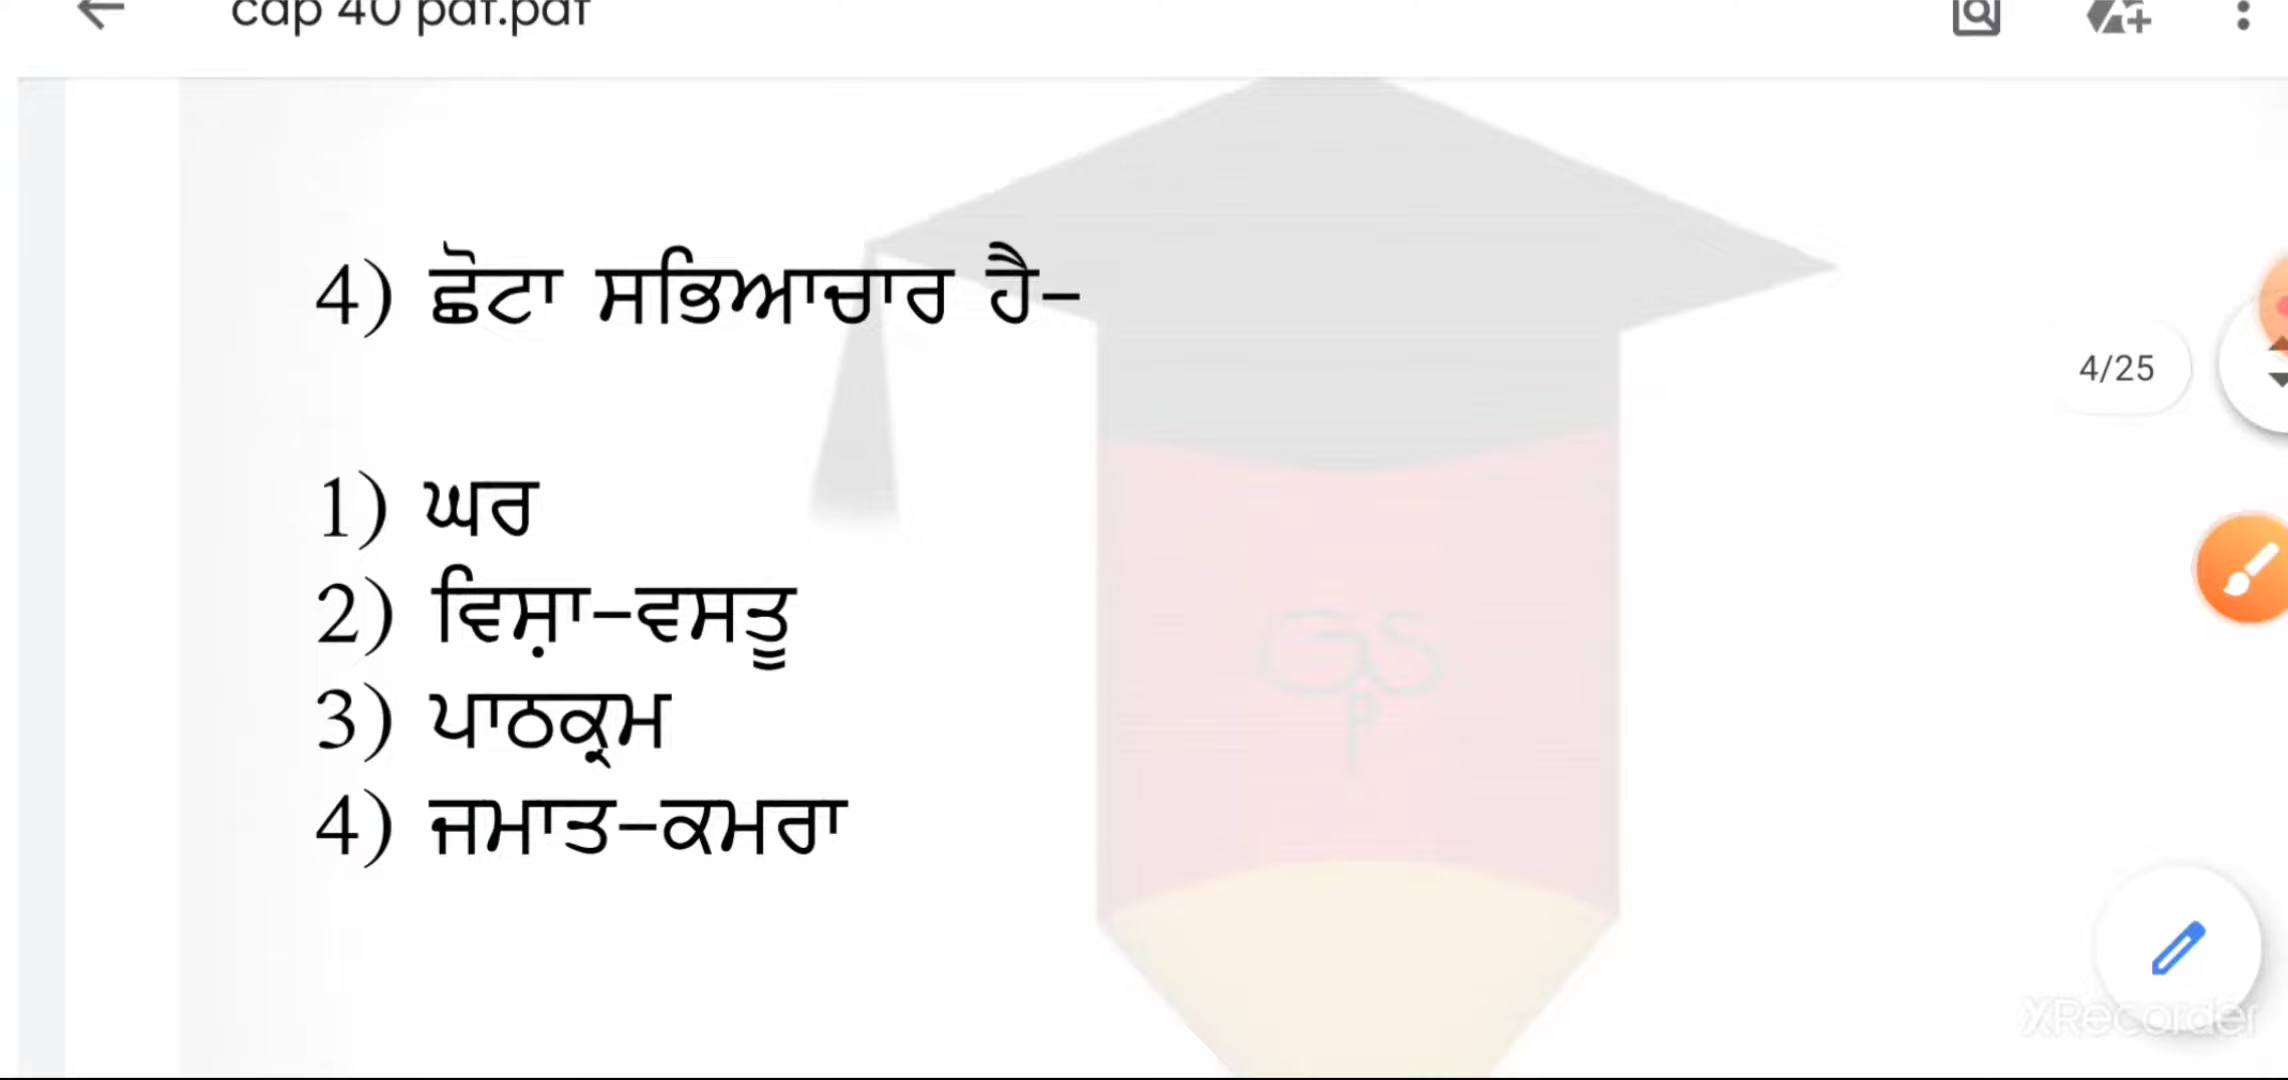 cap 40 pdf.pdf
4) ਛੋਟਾ ਸਭਿਆਚਾਰ ਹੈ-
4/25
1) ਘਰ
2) ਵਿਸ਼ਾ-ਵਸਤੂ
3) ਪਾਠਕ੍ਰਮ
4) ਜਮਾਤ-ਕਮਰਾ
GS
P
XRecorder